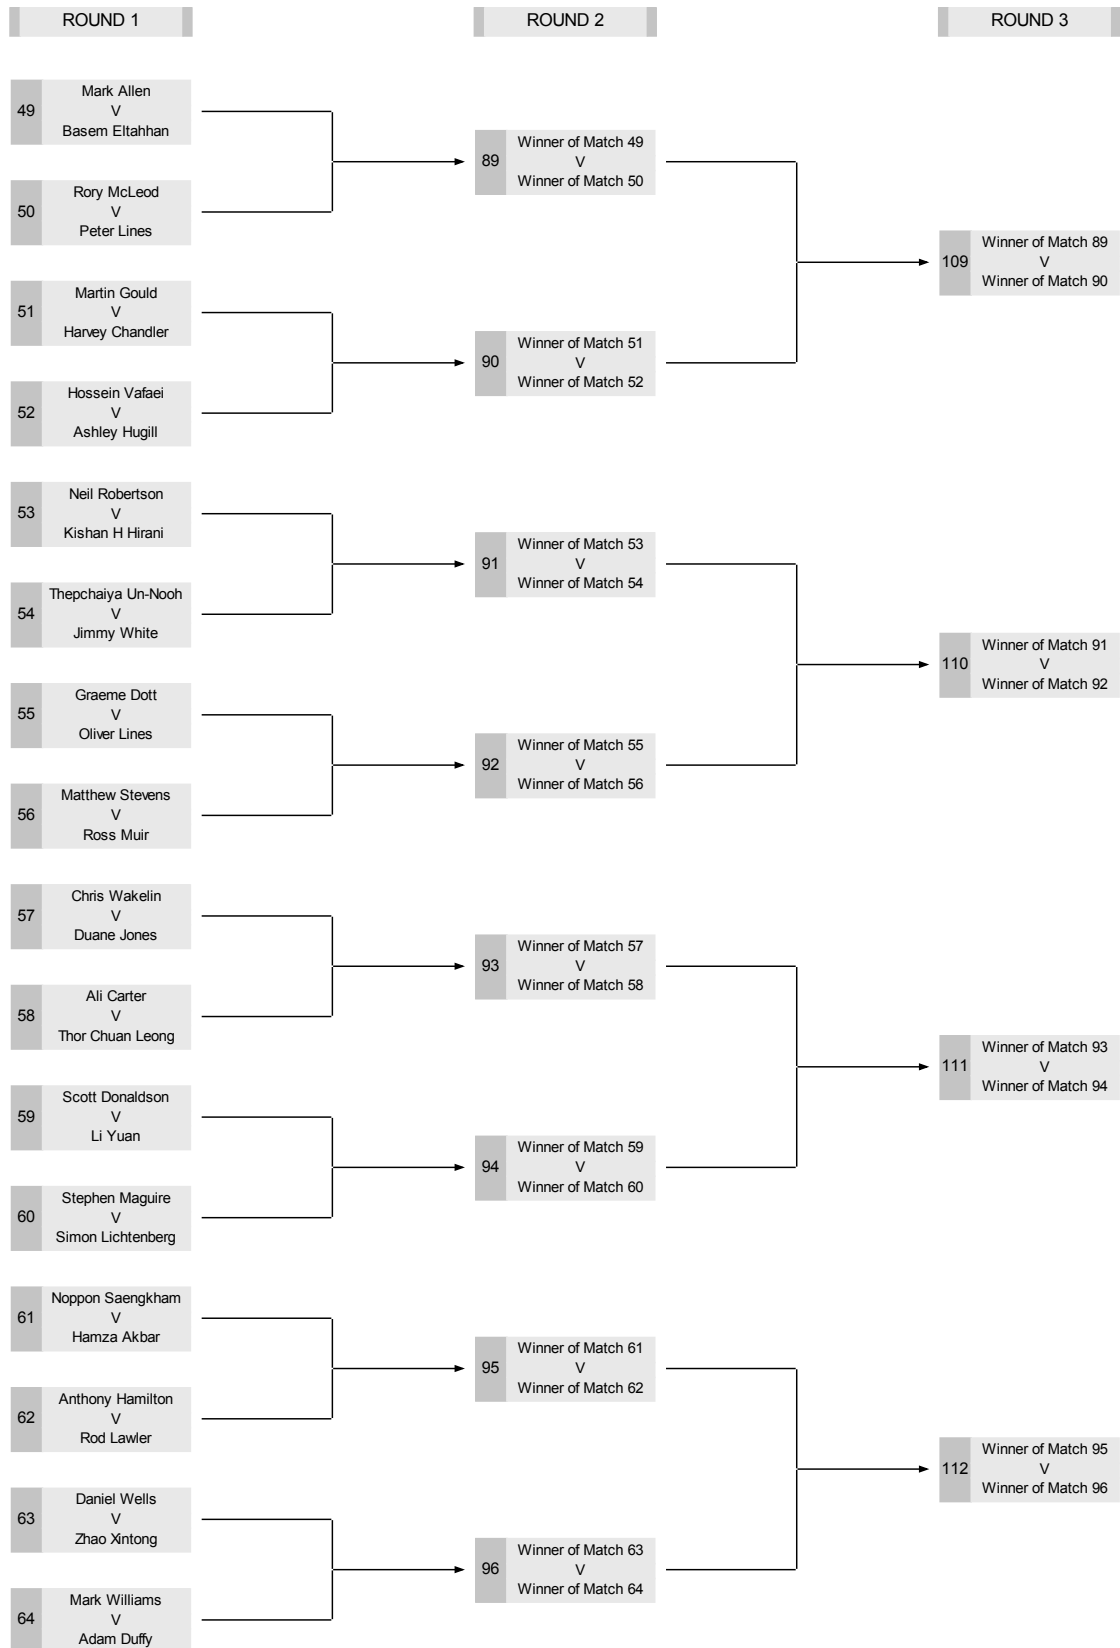 ROUND 1
ROUND 2
ROUND 3
49
Mark Allen
V
Basem Eltahhan
50
Rory McLeod
V
Peter Lines
51
Martin Gould
V
Harvey Chandler
52
Hossein Vafaei
V
Ashley Hugill
53
Neil Robertson
V
Kishan H Hirani
54
Thepchaiya Un-Nooh
V
Jimmy White
55
Graeme Dott
V
Oliver Lines
56
Matthew Stevens
V
Ross Muir
57
Chris Wakelin
V
Duane Jones
58
Ali Carter
V
Thor Chuan Leong
59
Scott Donaldson
V
Li Yuan
60
Stephen Maguire
V
Simon Lichtenberg
61
Noppon Saengkham
V
Hamza Akbar
62
Anthony Hamilton
V
Rod Lawler
63
Daniel Wells
V
Zhao Xintong
64
Mark Williams
V
Adam Duffy
89
Winner of Match 49
V
Winner of Match 50
90
Winner of Match 51
V
Winner of Match 52
91
Winner of Match 53
V
Winner of Match 54
92
Winner of Match 55
V
Winner of Match 56
93
Winner of Match 57
V
Winner of Match 58
94
Winner of Match 59
V
Winner of Match 60
95
Winner of Match 61
V
Winner of Match 62
96
Winner of Match 63
V
Winner of Match 64
109
Winner of Match 89
V
Winner of Match 90
110
Winner of Match 91
V
Winner of Match 92
111
Winner of Match 93
V
Winner of Match 94
112
Winner of Match 95
V
Winner of Match 96